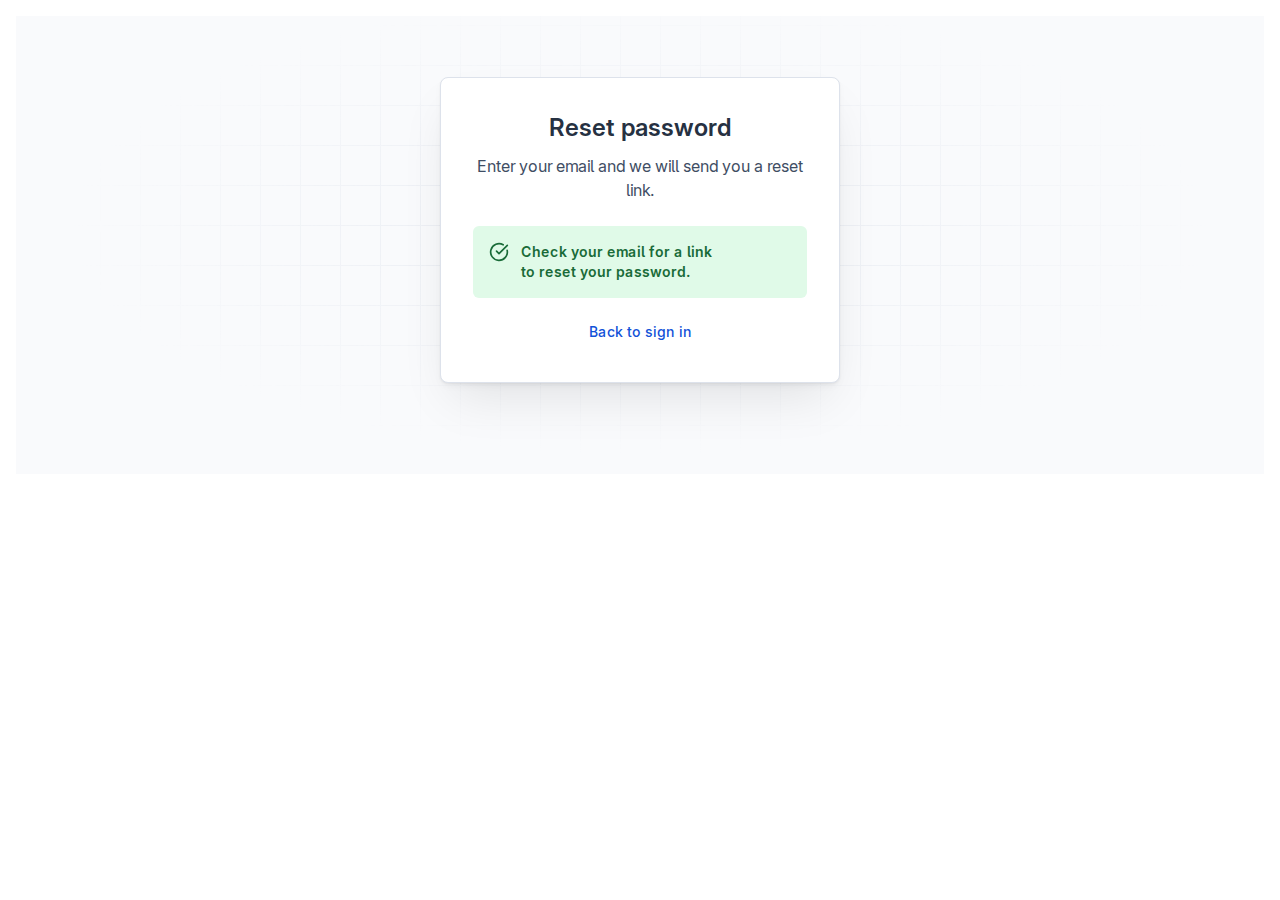 Reset password
Enter your email and we will send you a reset
link.
Check your email for a link
to reset your password.
Back to sign in